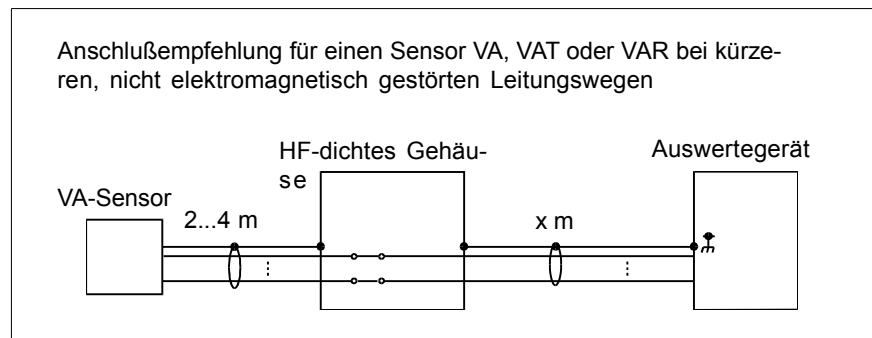 Anschlußempfehlung für einen Sensor VA, VAT oder VAR bei kürze-
ren, nicht elektromagnetisch gestörten Leitungswegen
HF-dichtes Gehäu-
se
Auswertegerät
VA-Sensor
2...4 m
x m